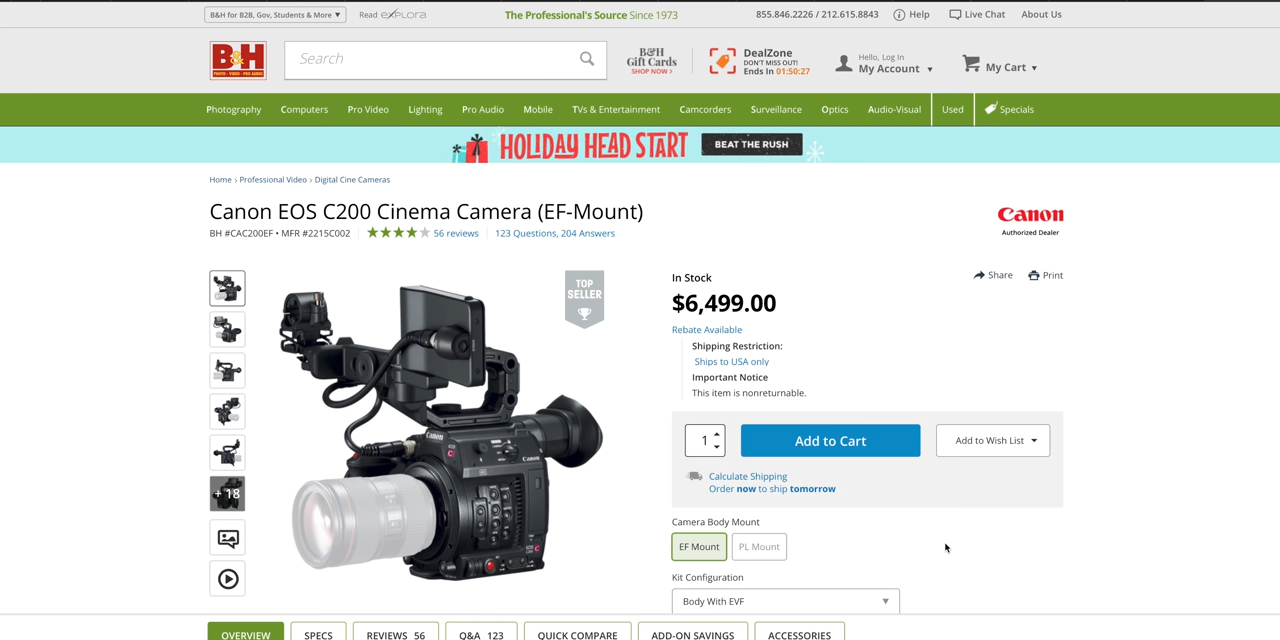 B&H for B2B, Gov, Students & More ▼
Read eXPLORA
The Professional's Source Since 1973
855.846.2226 / 212.615.8843
Help
Live Chat
About Us
B&H
PHOTO - VIDEO - PRO AUDIO
Search
B&H
Gift Cards
SHOP NOW >
DealZone
DON'T MISS OUT!
Ends In 01:50:27
Hello, Log In
My Account ▼
My Cart ▼
Photography Computers Pro Video Lighting Pro Audio Mobile TVs & Entertainment Camcorders Surveillance Optics Audio-Visual Used Specials
HOLIDAY HEAD START BEAT THE RUSH
Home › Professional Video › Digital Cine Cameras
Canon EOS C200 Cinema Camera (EF-Mount)
BH #CAC200EF • MFR #2215C002 56 reviews 123 Questions, 204 Answers
Canon
Authorized Dealer
TOP
SELLER
Canon
CANON
+ 18
In Stock
Share
Print
$6,499.00
Rebate Available
Shipping Restriction:
Ships to USA only
Important Notice
This item is nonreturnable.
1
Add to Cart
Add to Wish List ▼
Calculate Shipping
Order now to ship tomorrow
Camera Body Mount
EF Mount
PL Mount
Kit Configuration
Body With EVF ▼
OVERVIEW SPECS REVIEWS 56 Q&A 123 QUICK COMPARE ADD-ON SAVINGS ACCESSORIES